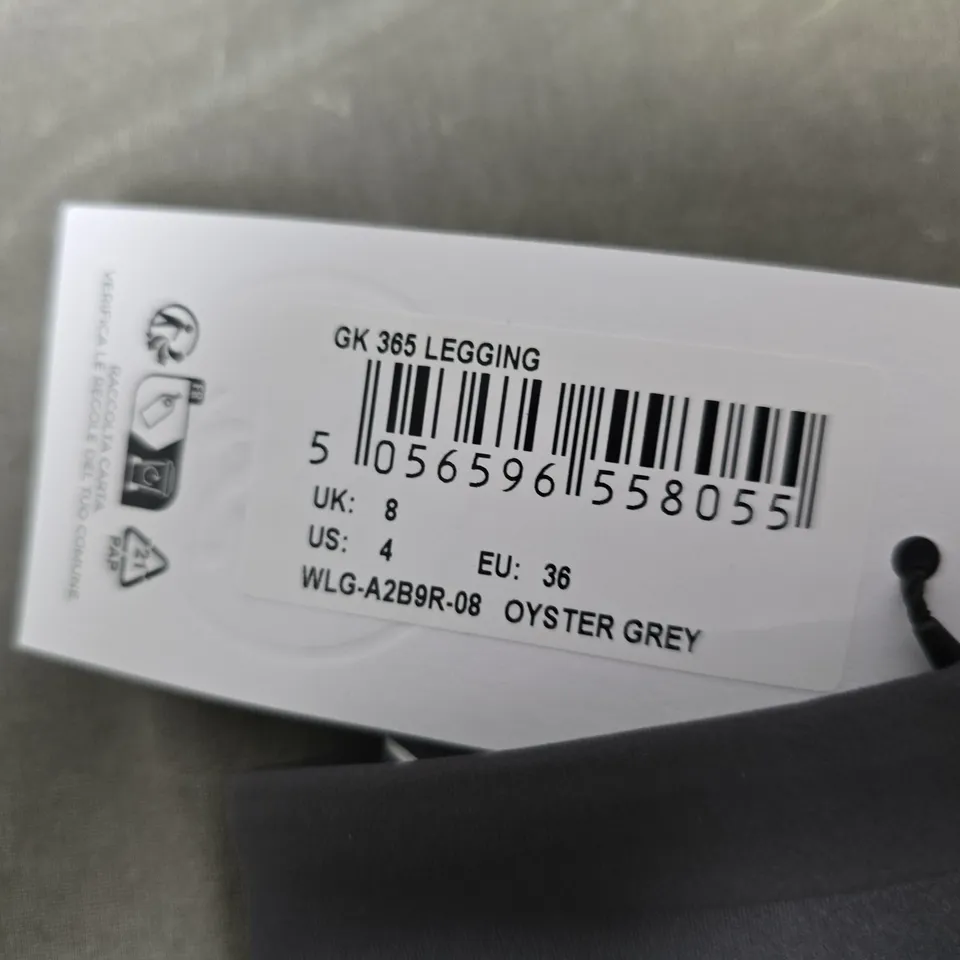 GK 365 LEGGING
5 056596 558055
UK: 8
US: 4 EU: 36
WLG-A2B9R-08 OYSTER GREY
21
PAP
RACCOLTA CARTA
VERIFICA LE REGOLE DEL TUO COMUNE